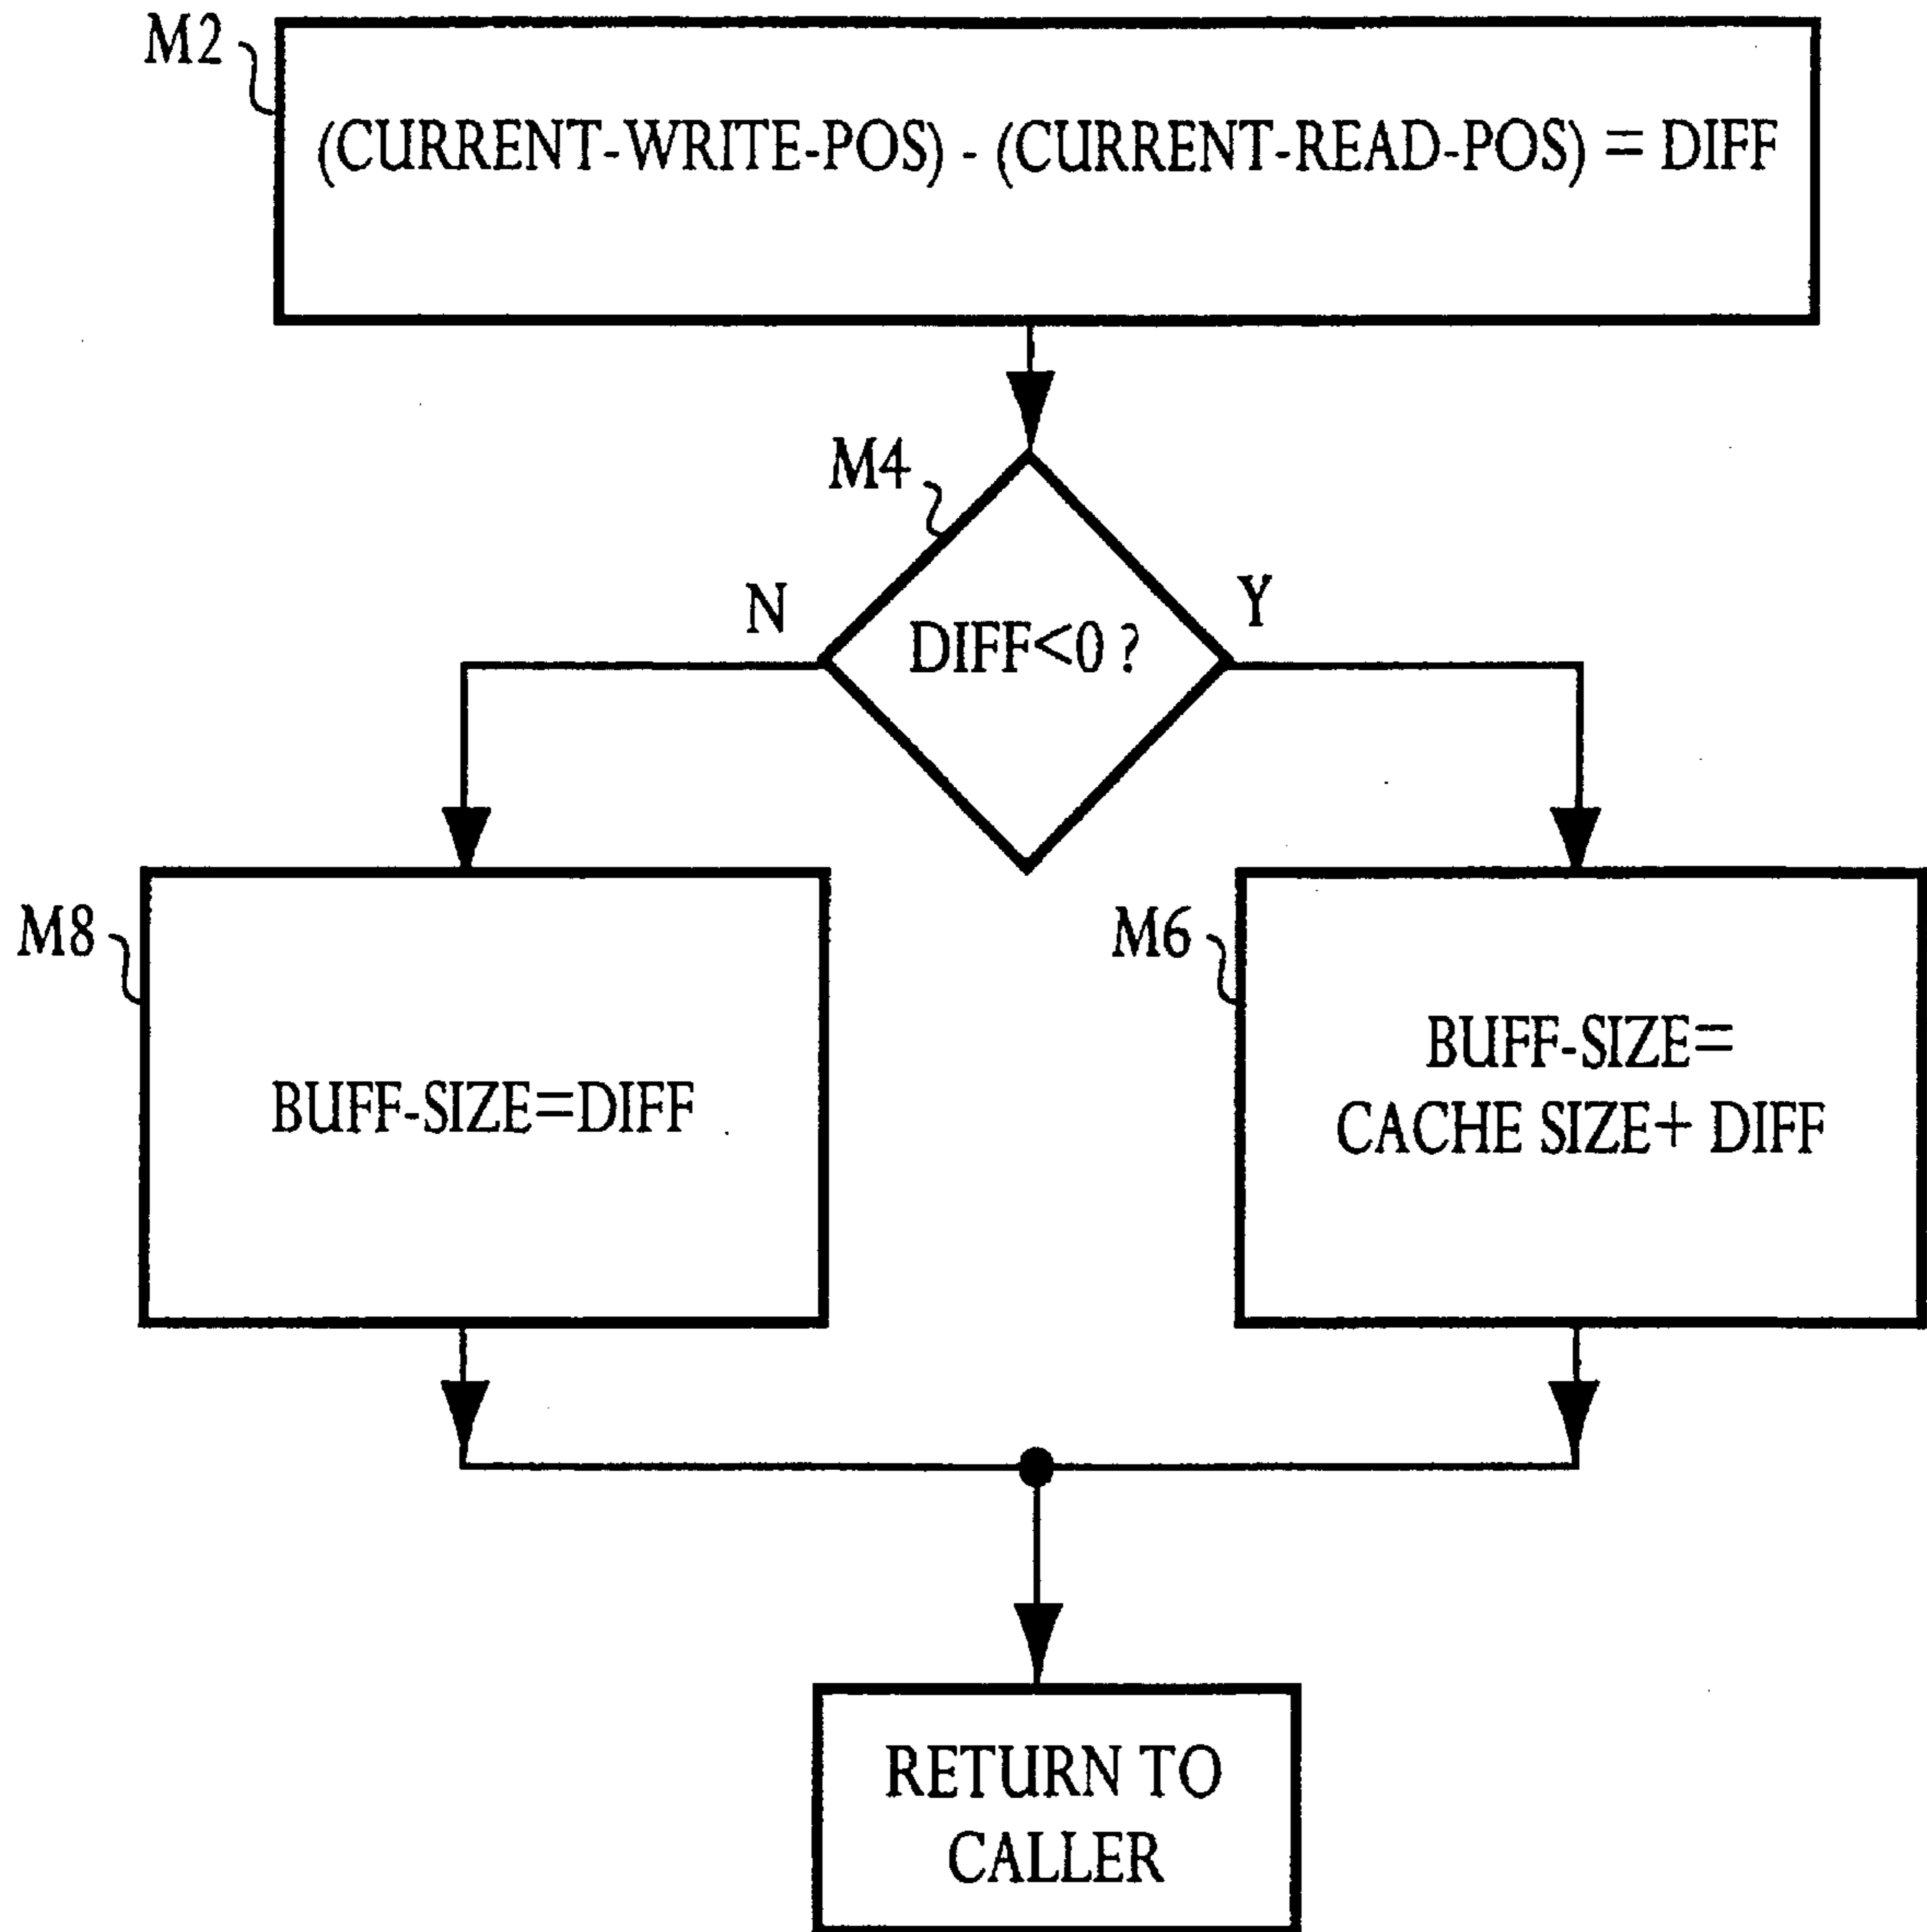 M2
(CURRENT-WRITE-POS) - (CURRENT-READ-POS) = DIFF
M4
N
Y
DIFF<0 ?
M8
M6
BUFF-SIZE=DIFF
BUFF-SIZE=
CACHE SIZE+ DIFF
RETURN TO
CALLER